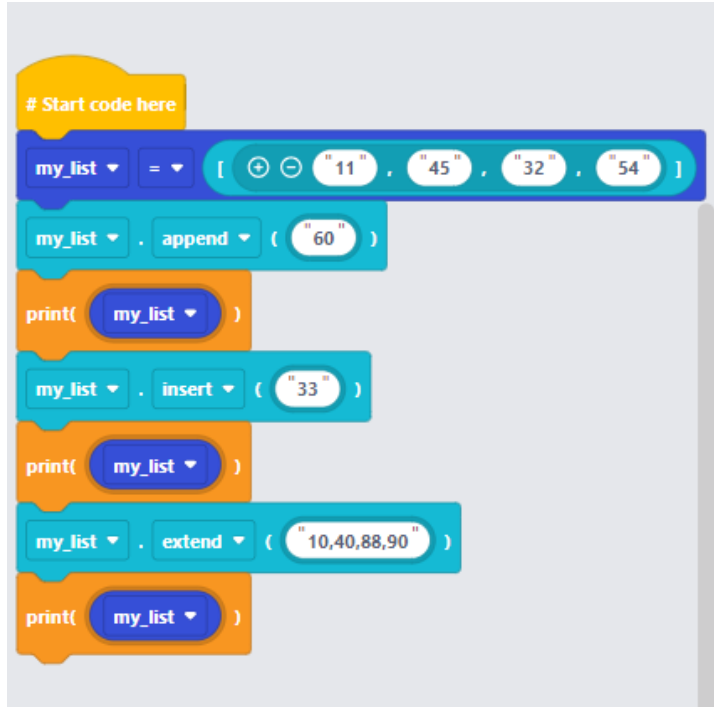 # Start code here
my_list = [ "11" , "45" , "32" , "54" ]
my_list . append ( "60" )
print( my_list )
my_list . insert ( "33" )
print( my_list )
my_list . extend ( "10,40,88,90" )
print( my_list )